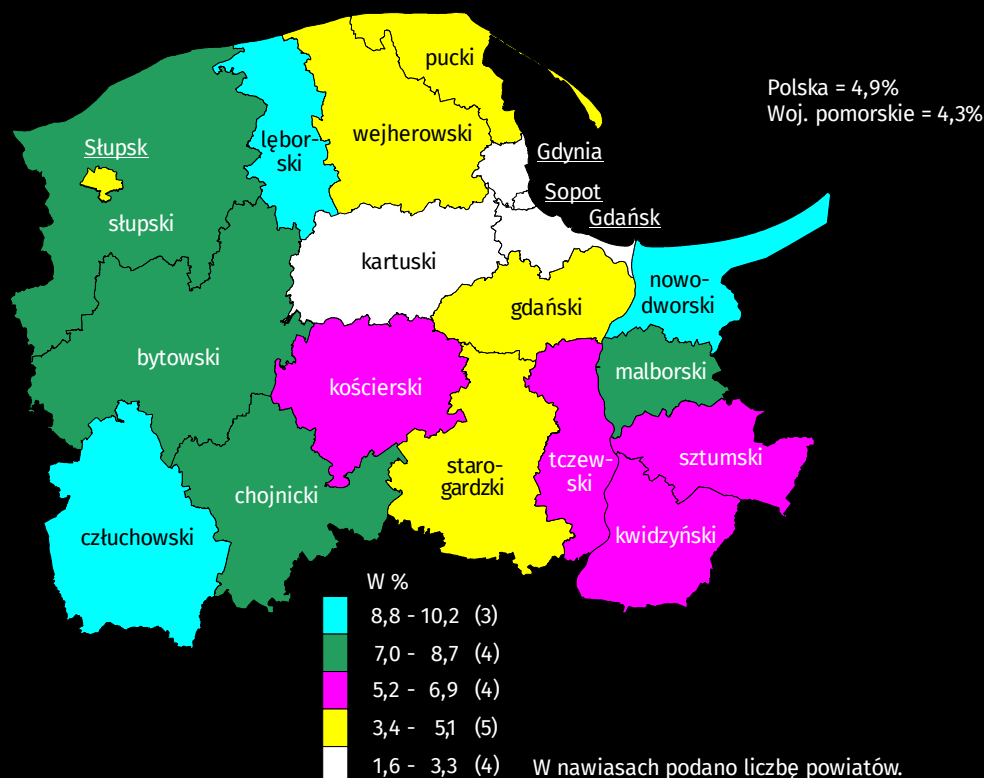 pucki
Polska = 4,9%
Woj. pomorskie = 4,3%
wejherowski
lębor-
ski
Słupsk
Gdynia
Sopot
Gdańsk
słupski
kartuski
nowo-
dworski
gdański
bytowski
malborski
kościerski
staro-
gardzki
tczew-
ski
sztumski
chojnicki
człuchowski
kwidzyński
W %
8,8 - 10,2 (3)
7,0 - 8,7 (4)
5,2 - 6,9 (4)
3,4 - 5,1 (5)
1,6 - 3,3 (4)
W nawiasach podano liczbę powiatów.